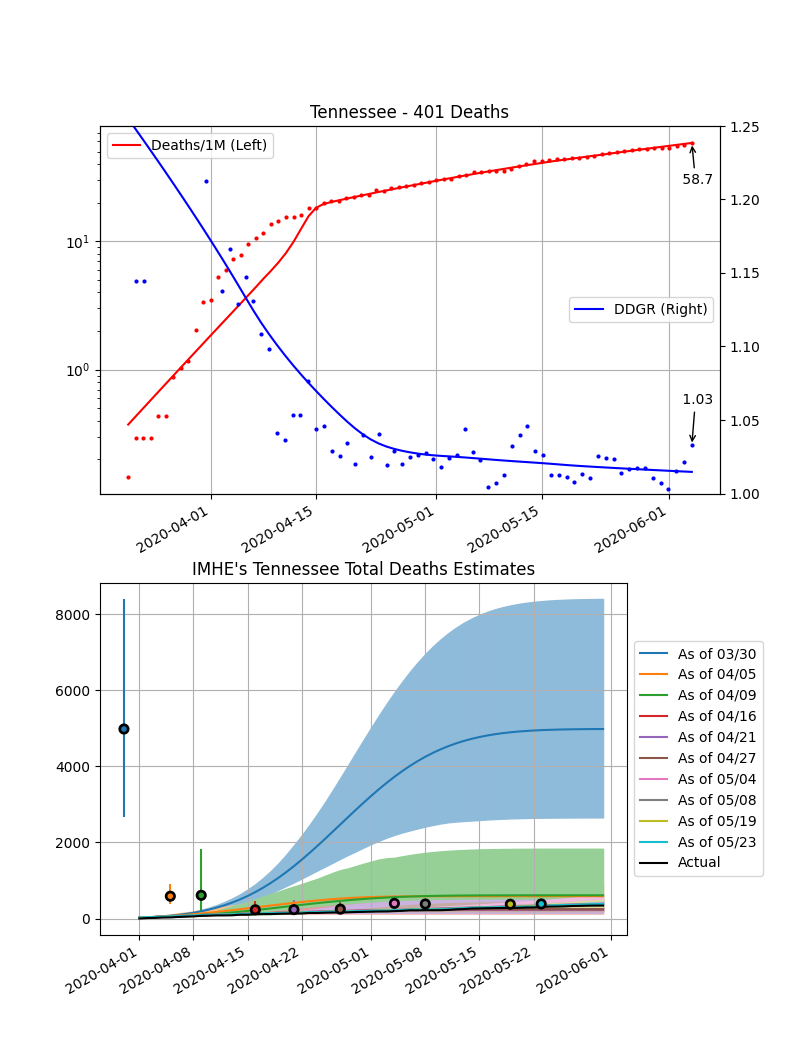 Tennessee - 401 Deaths
Deaths/1M (Left)
DDGR (Right)
58.7
1.03
10¹
10⁰
1.25
1.20
1.15
1.10
1.05
1.00
2020-04-01
2020-04-15
2020-05-01
2020-05-15
2020-06-01
IMHE's Tennessee Total Deaths Estimates
8000
6000
4000
2000
0
2020-04-01
2020-04-08
2020-04-15
2020-04-22
2020-05-01
2020-05-08
2020-05-15
2020-05-22
2020-06-01
As of 03/30
As of 04/05
As of 04/09
As of 04/16
As of 04/21
As of 04/27
As of 05/04
As of 05/08
As of 05/19
As of 05/23
Actual